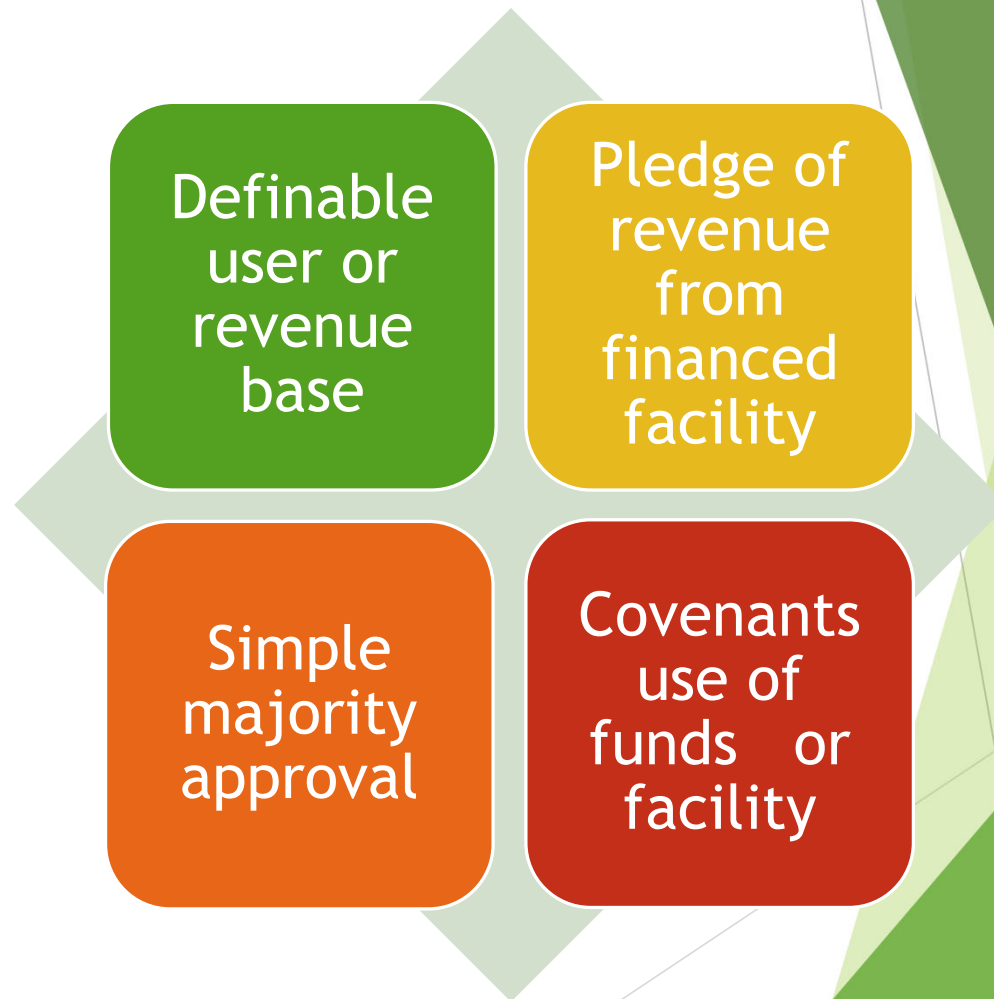 Definable
user or
revenue
base
Pledge of
revenue
from
financed
facility
Simple
majority
approval
Covenants
use of
funds or
facility